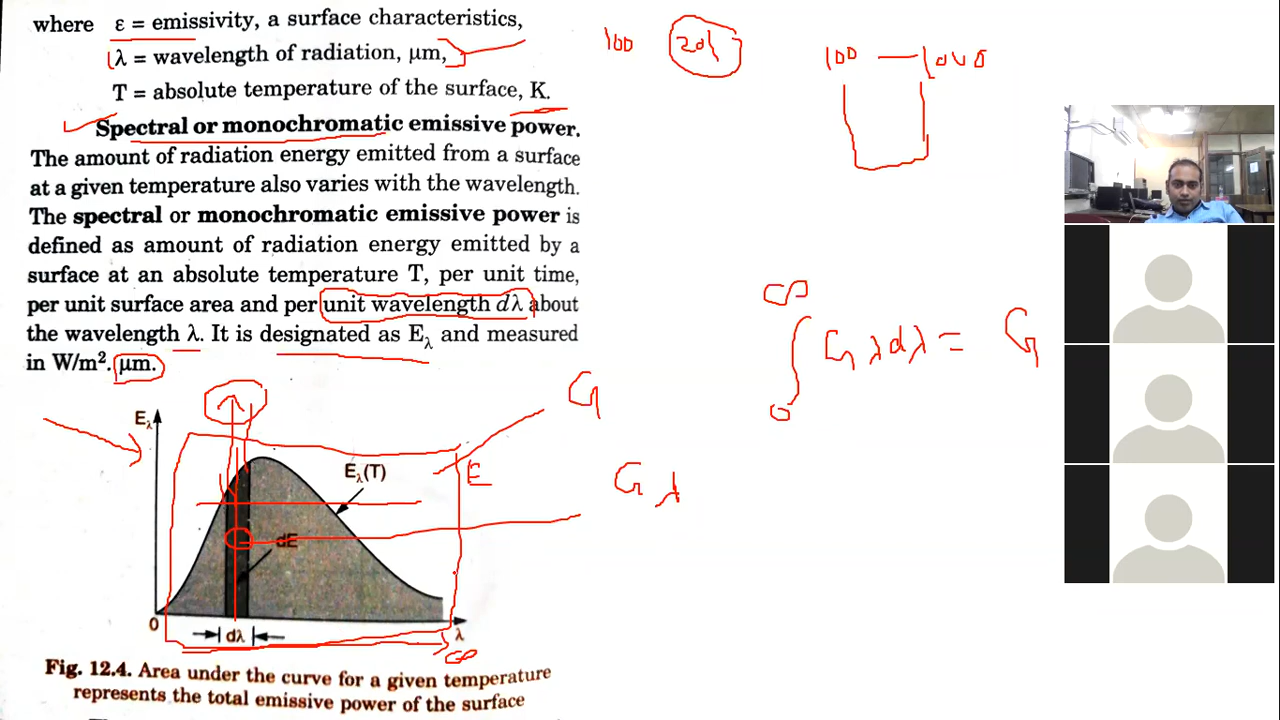 where ε = emissivity, a surface characteristics,
λ = wavelength of radiation, μm,
T = absolute temperature of the surface, K.
Spectral or monochromatic emissive power.
The amount of radiation energy emitted from a surface
at a given temperature also varies with the wavelength.
The spectral or monochromatic emissive power is
defined as amount of radiation energy emitted by a
surface at an absolute temperature T, per unit time,
per unit surface area and per unit wavelength dλ about
the wavelength λ. It is designated as Eλ and measured
in W/m². μm.
Eλ
Eλ(T)
dE
0
dλ
λ
Fig. 12.4. Area under the curve for a given temperature
represents the total emissive power of the surface
E
∞
G
G λ
100
100 — 1000
∞
∫ G λ dλ = G
0